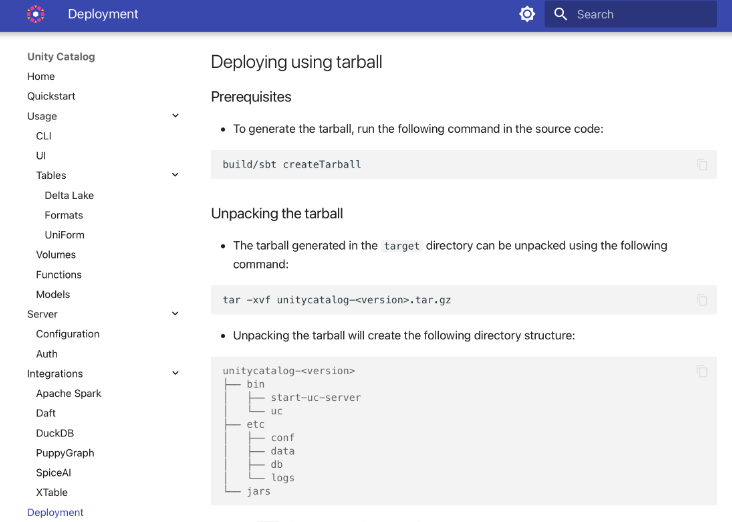 Deployment
Search
Unity Catalog
Home
Quickstart
Usage
CLI
UI
Tables
Delta Lake
Formats
UniForm
Volumes
Functions
Models
Server
Configuration
Auth
Integrations
Apache Spark
Daft
DuckDB
PuppyGraph
SpiceAI
XTable
Deployment
Deploying using tarball
Prerequisites
• To generate the tarball, run the following command in the source code:
build/sbt createTarball
Unpacking the tarball
• The tarball generated in the target directory can be unpacked using the following
command:
tar -xvf unitycatalog-<version>.tar.gz
• Unpacking the tarball will create the following directory structure:
unitycatalog-<version>
├── bin
│   ├── start-uc-server
│   └── uc
├── etc
│   ├── conf
│   ├── data
│   ├── db
│   └── logs
└── jars